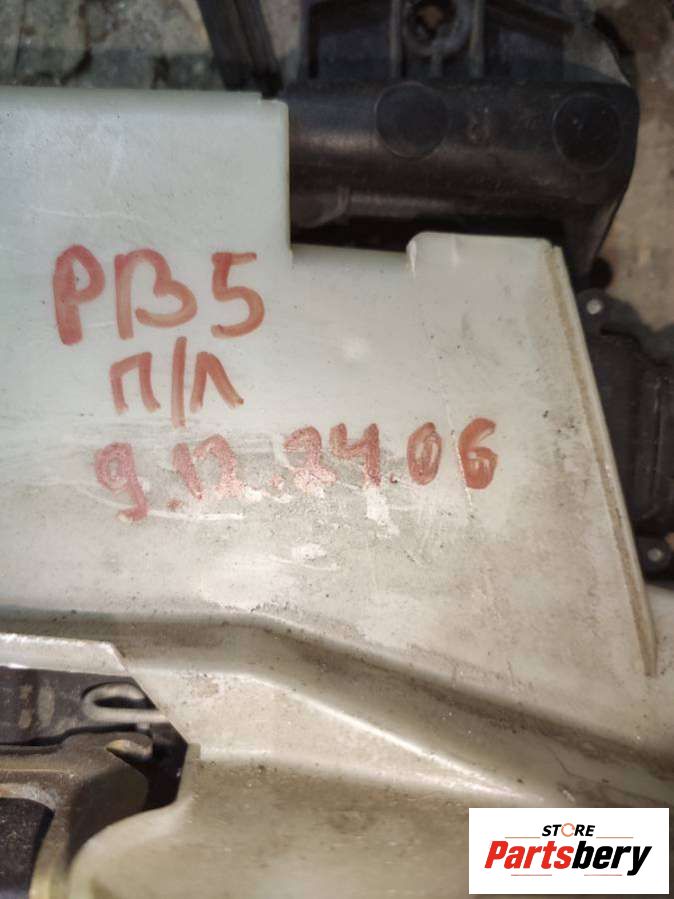 PB5
П/Л
9.12.24.06
STORE
Partsbery